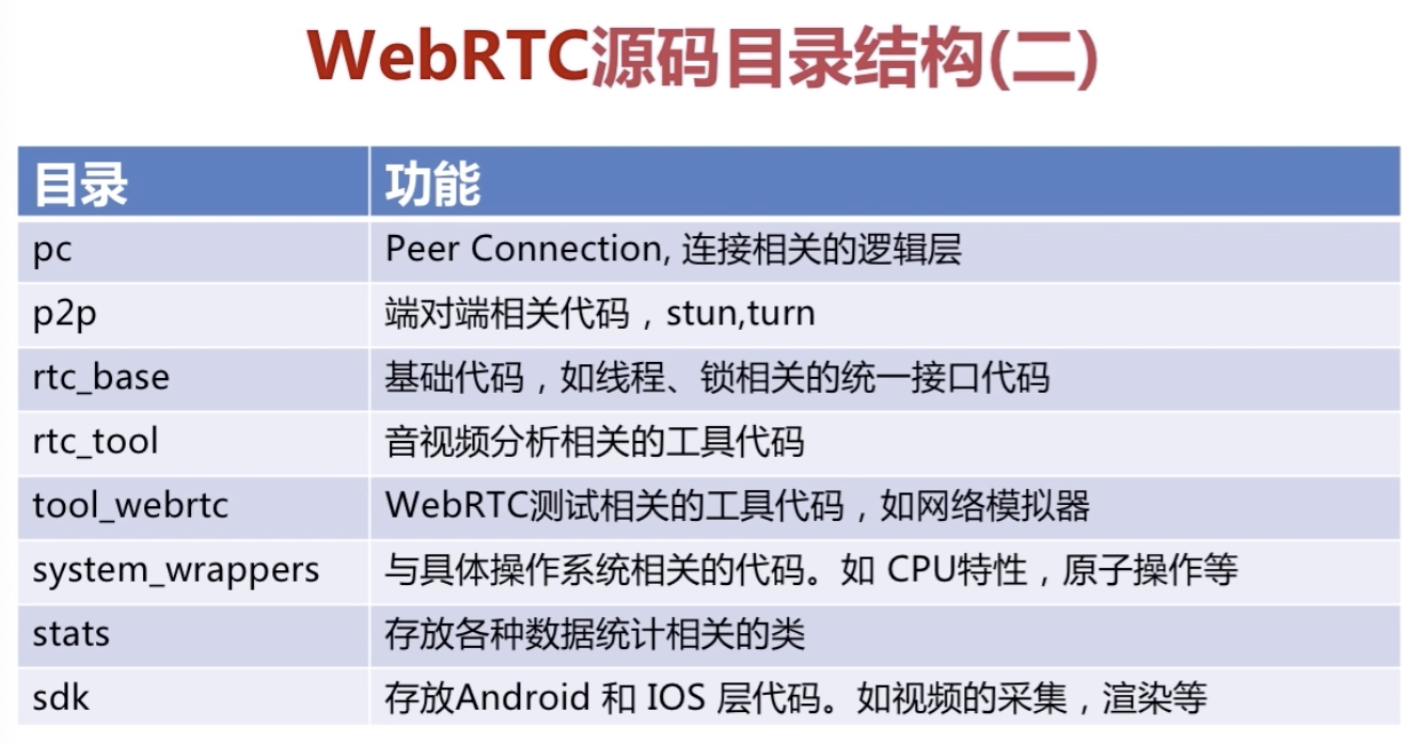 WebRTC源码目录结构(二)
目录 功能
pc Peer Connection, 连接相关的逻辑层
p2p 端对端相关代码，stun,turn
rtc_base 基础代码，如线程、锁相关的统一接口代码
rtc_tool 音视频分析相关的工具代码
tool_webrtc WebRTC测试相关的工具代码，如网络模拟器
system_wrappers 与具体操作系统相关的代码。如 CPU特性，原子操作等
stats 存放各种数据统计相关的类
sdk 存放Android 和 IOS 层代码。如视频的采集，渲染等